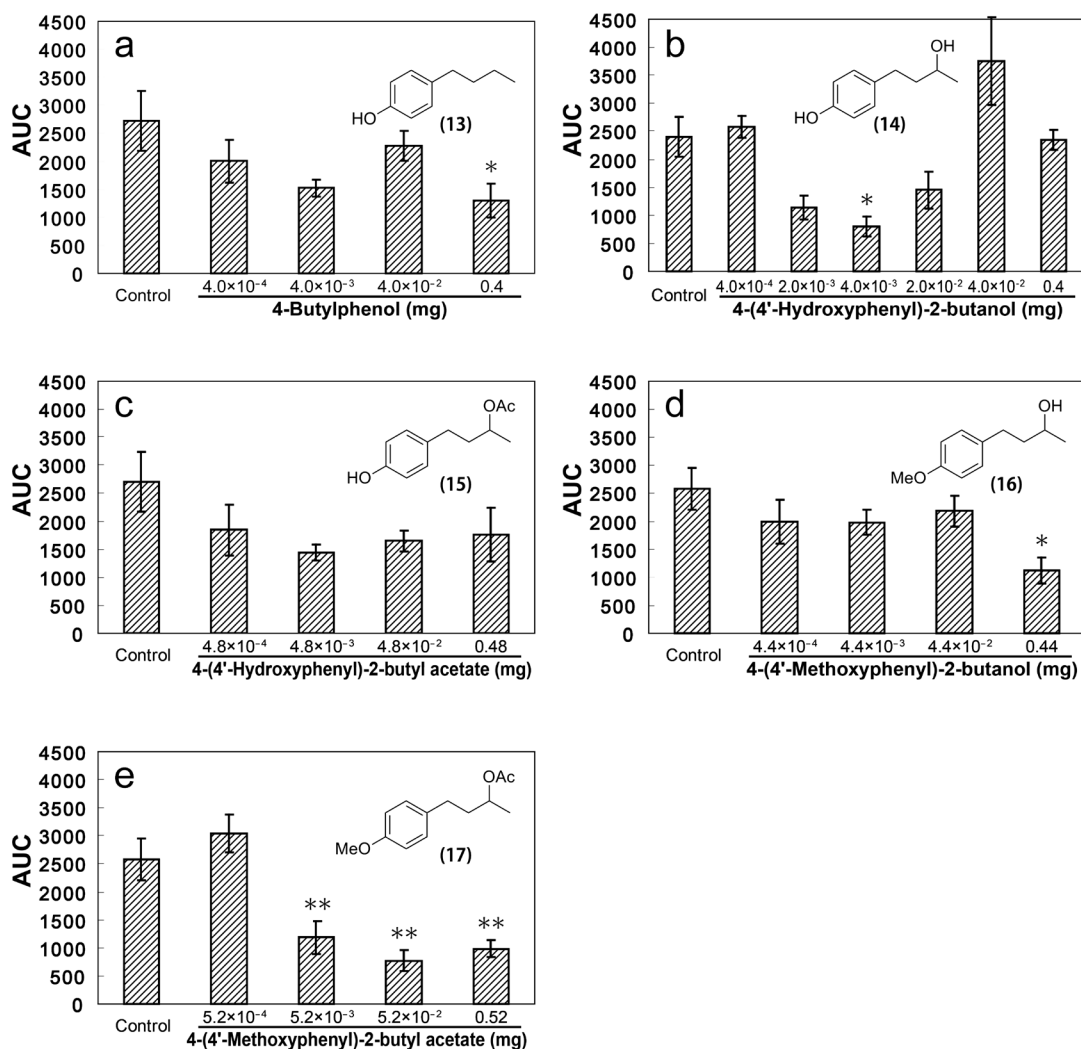 a
AUC
4500
4000
3500
3000
2500
2000
1500
1000
500
0
HO
(13)
*
Control
4.0×10⁻⁴ 4.0×10⁻³ 4.0×10⁻² 0.4
4-Butylphenol (mg)
b
AUC
4500
4000
3500
3000
2500
2000
1500
1000
500
0
OH
HO
(14)
*
Control
4.0×10⁻⁴ 2.0×10⁻³ 4.0×10⁻³ 2.0×10⁻² 4.0×10⁻² 0.4
4-(4'-Hydroxyphenyl)-2-butanol (mg)
c
AUC
4500
4000
3500
3000
2500
2000
1500
1000
500
0
OAc
HO
(15)
Control
4.8×10⁻⁴ 4.8×10⁻³ 4.8×10⁻² 0.48
4-(4'-Hydroxyphenyl)-2-butyl acetate (mg)
d
AUC
4500
4000
3500
3000
2500
2000
1500
1000
500
0
OH
MeO
(16)
*
Control
4.4×10⁻⁴ 4.4×10⁻³ 4.4×10⁻² 0.44
4-(4'-Methoxyphenyl)-2-butanol (mg)
e
AUC
4500
4000
3500
3000
2500
2000
1500
1000
500
0
OAc
MeO
(17)
** ** **
Control
5.2×10⁻⁴ 5.2×10⁻³ 5.2×10⁻² 0.52
4-(4'-Methoxyphenyl)-2-butyl acetate (mg)